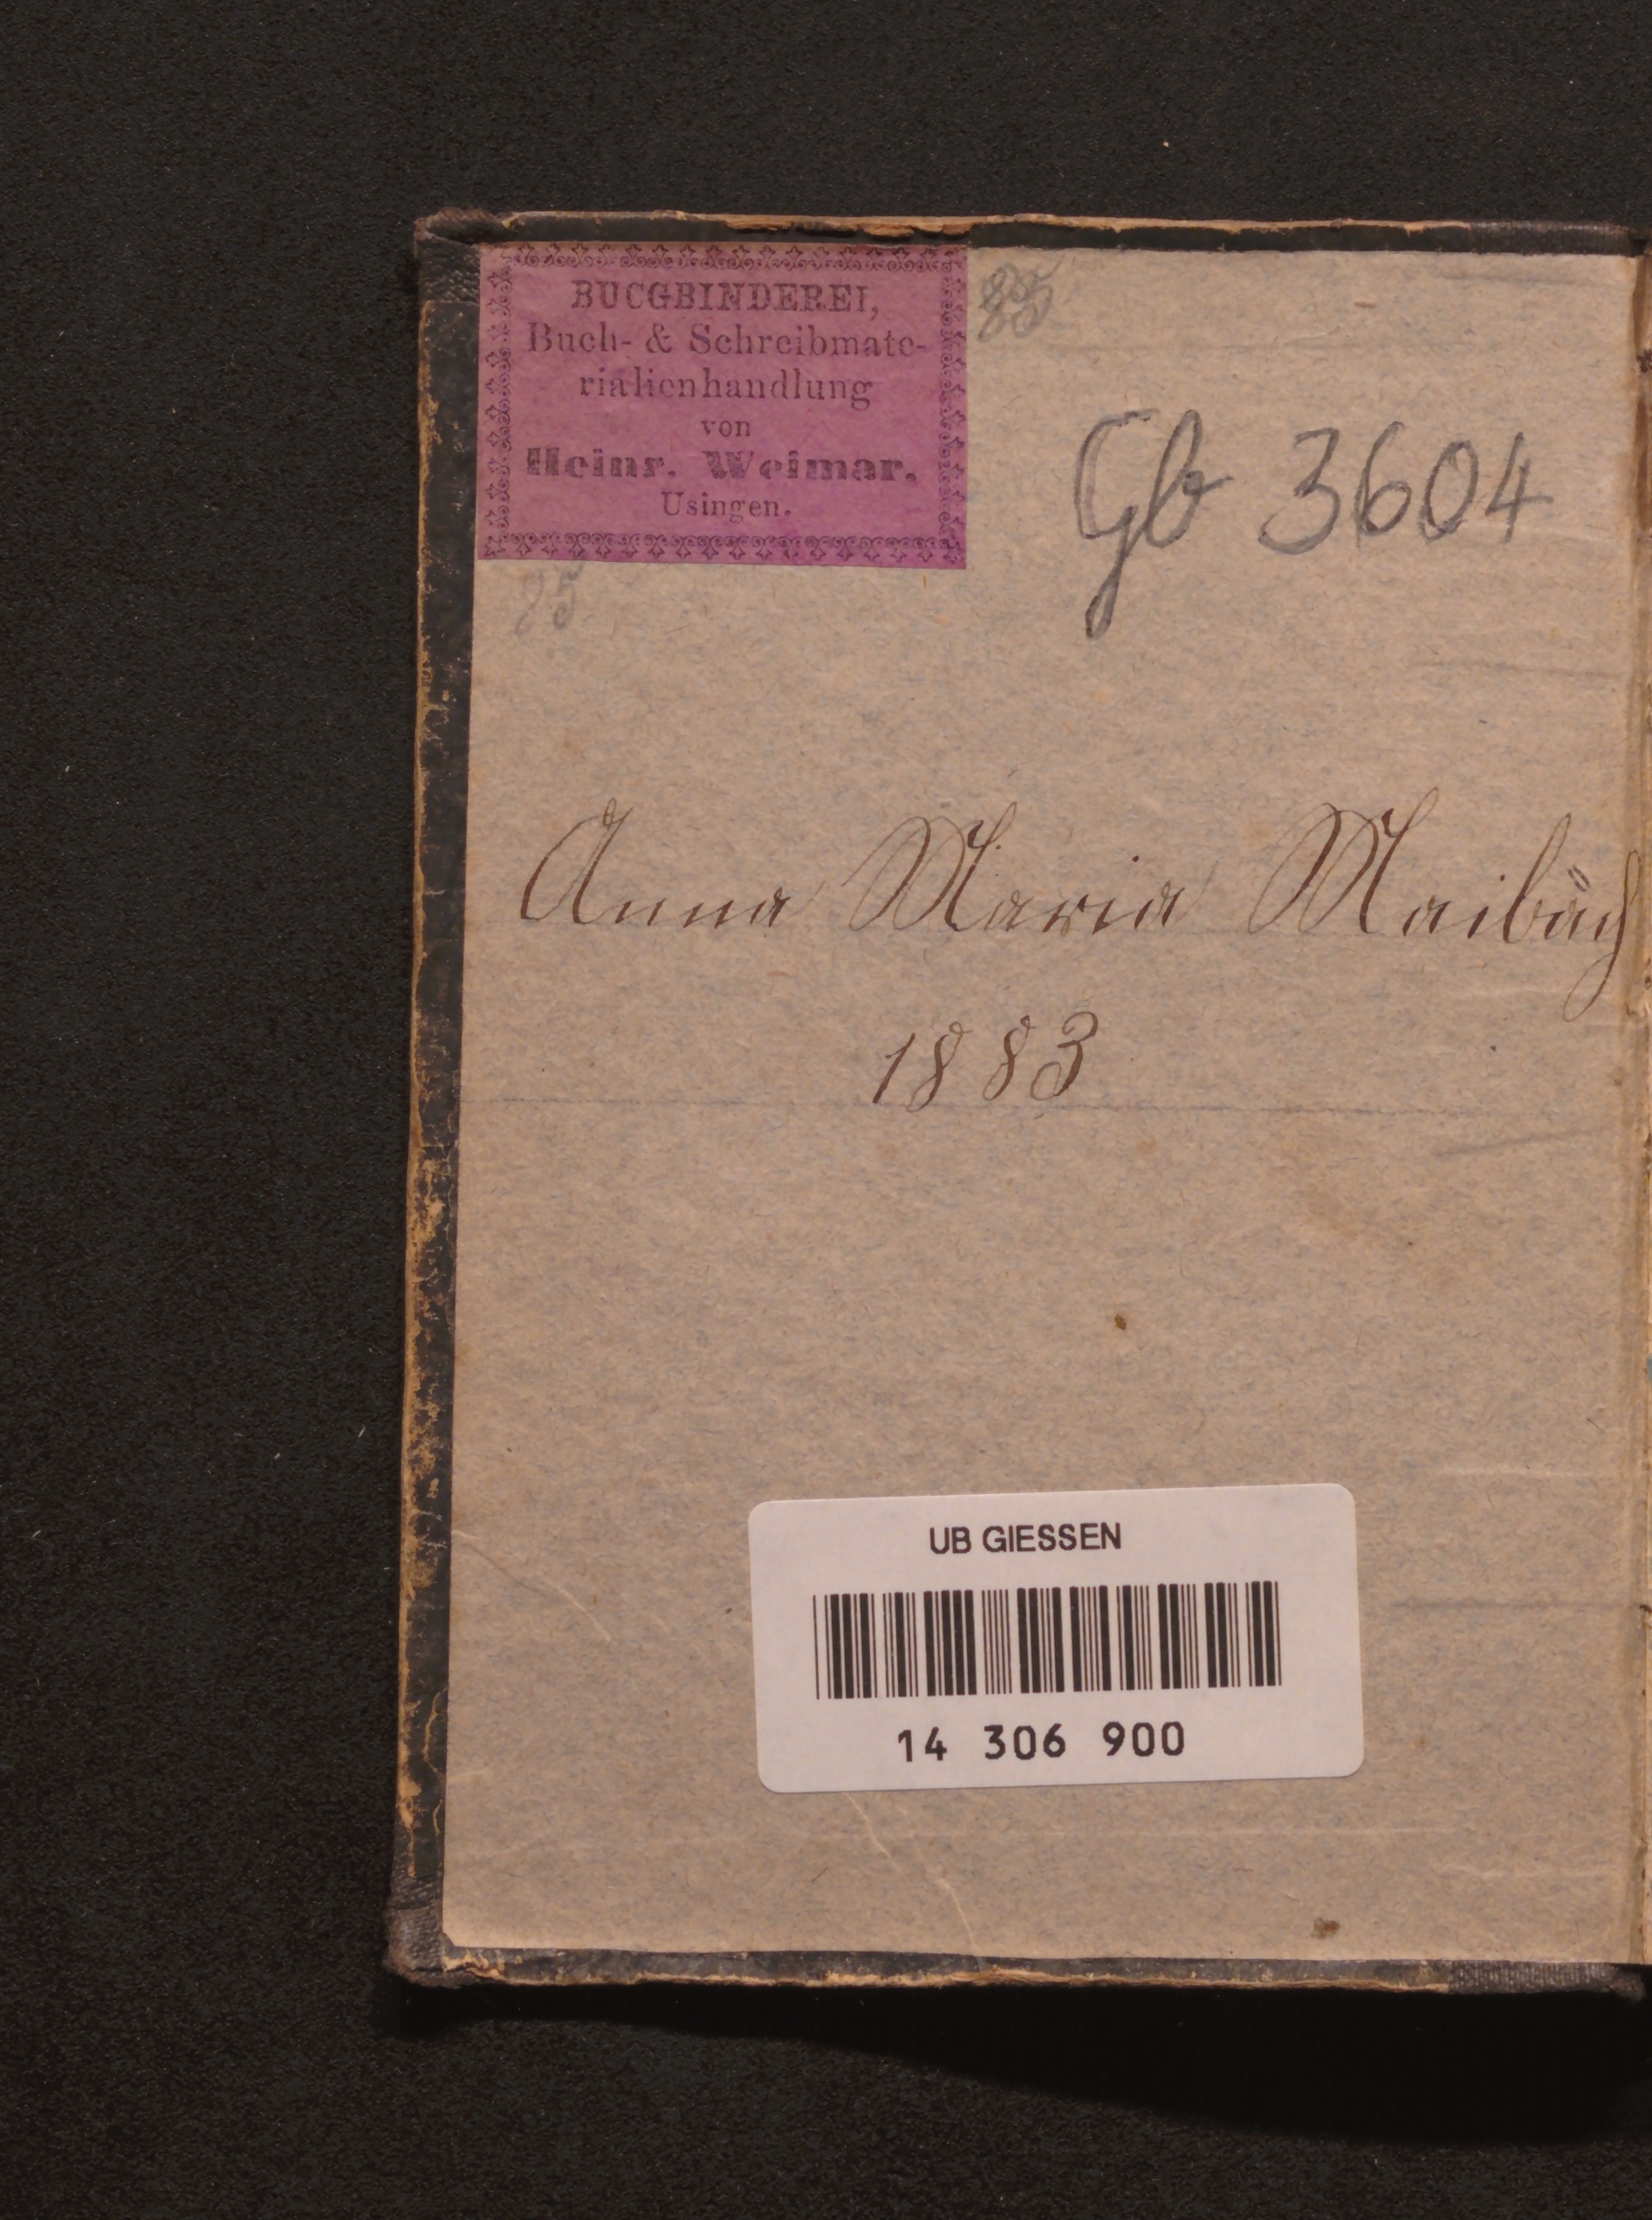 BUCGBINDEREI,
Buch- & Schreibmate-
rialienhandlung
von
Heinr. Weimar.
Usingen.
25
Gb 3604
Anna Maria Maibach
1883
UB GIESSEN
14 306 900